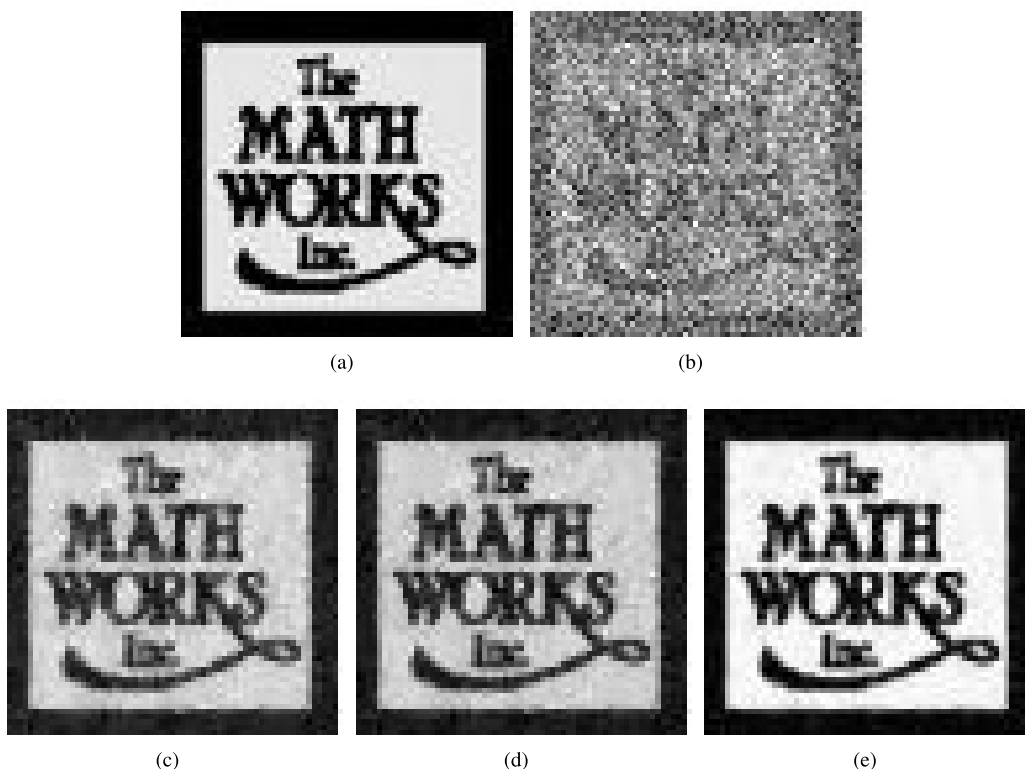 The
MATH
WORKS
Inc.
(a)
(b)
The
MATH
WORKS
Inc.
(c)
The
MATH
WORKS
Inc.
(d)
The
MATH
WORKS
Inc.
(e)